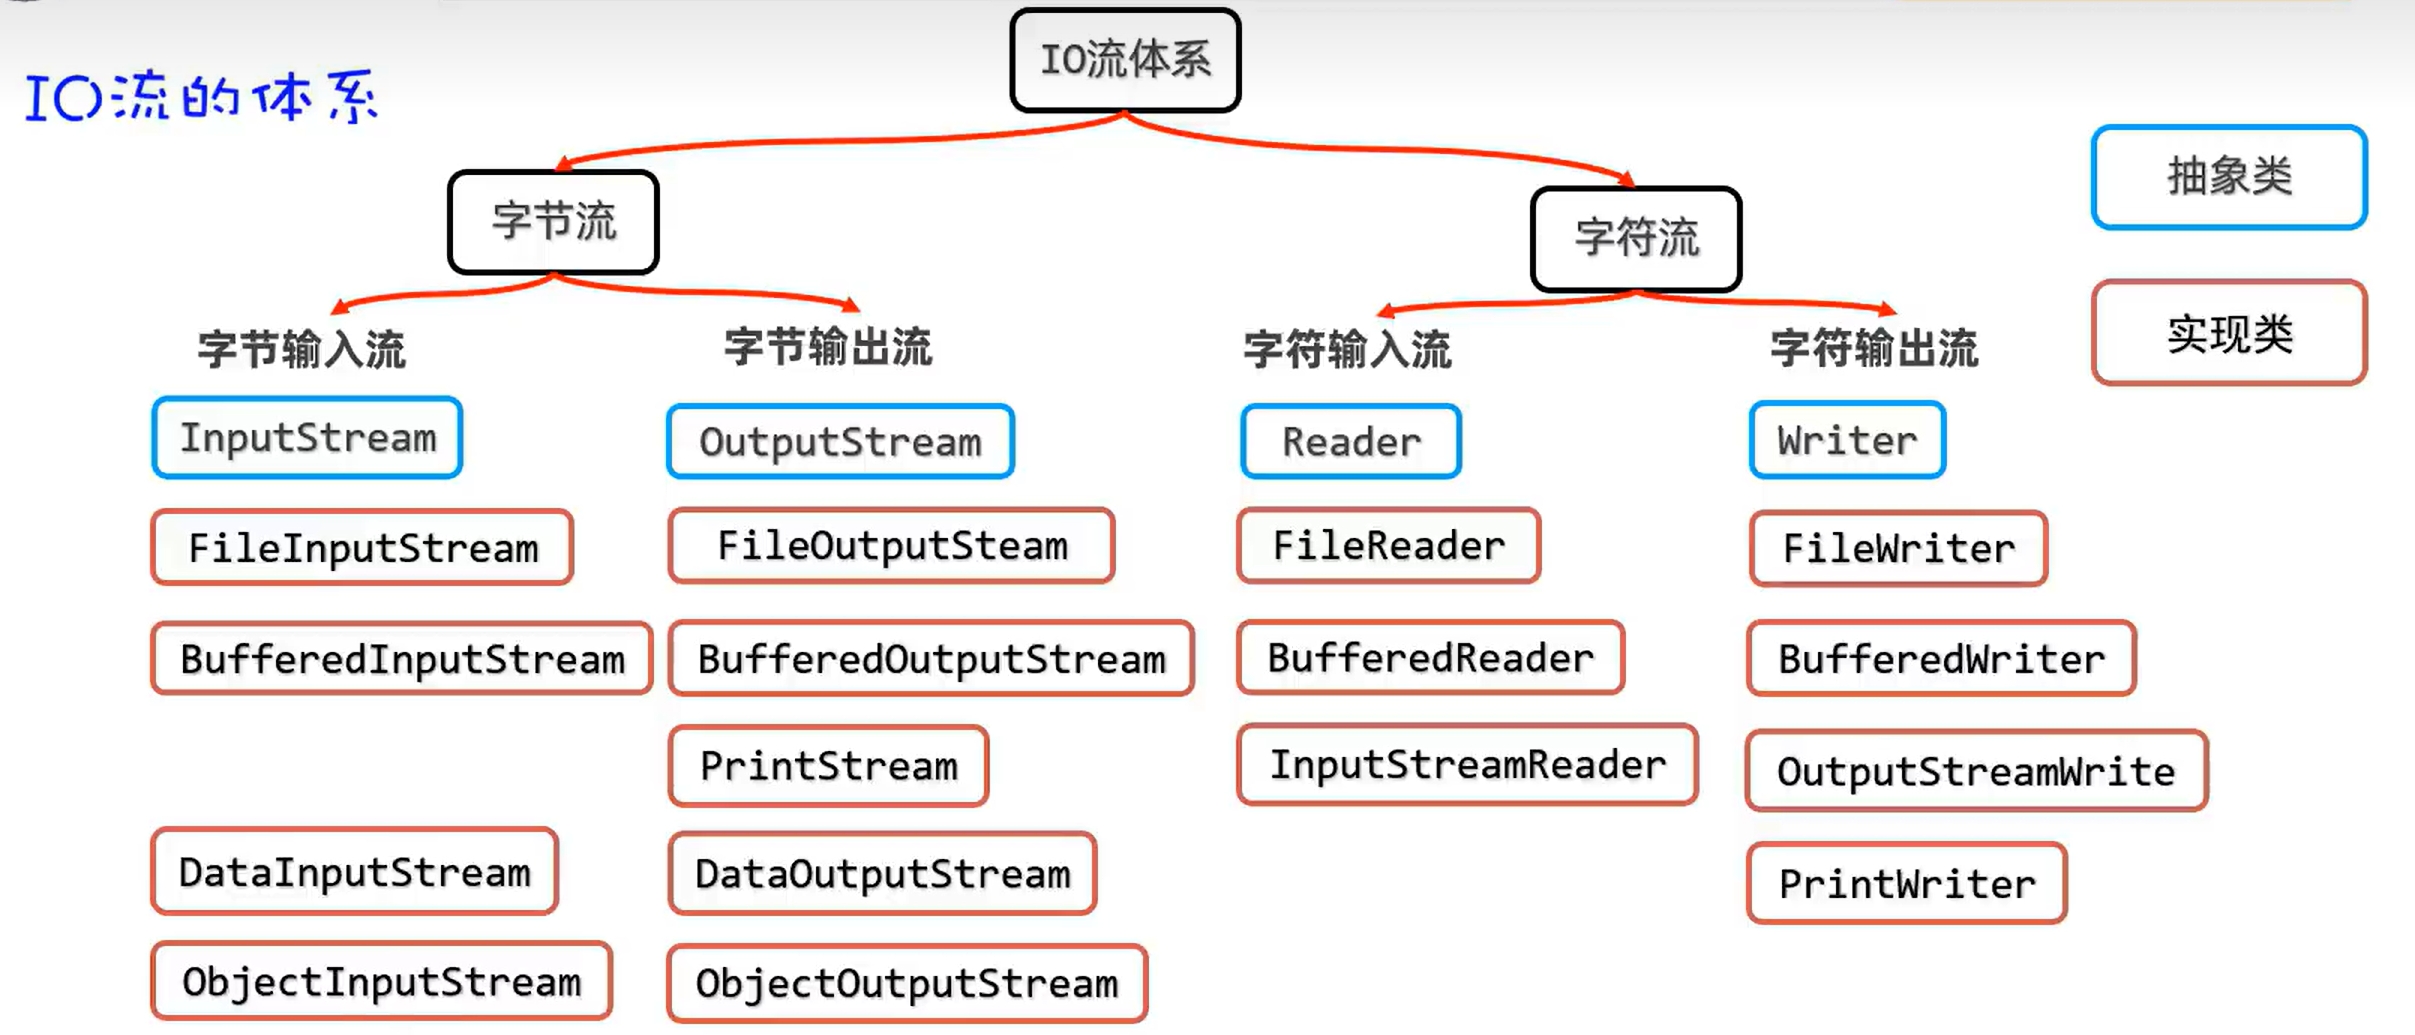 IO流体系
IO流的体系
抽象类
字节流
字符流
实现类
字节输入流
字节输出流
字符输入流
字符输出流
InputStream
OutputStream
Reader
Writer
FileInputStream
FileOutputSteam
FileReader
FileWriter
BufferedInputStream
BufferedOutputStream
BufferedReader
BufferedWriter
PrintStream
InputStreamReader
OutputStreamWrite
DataInputStream
DataOutputStream
PrintWriter
ObjectInputStream
ObjectOutputStream